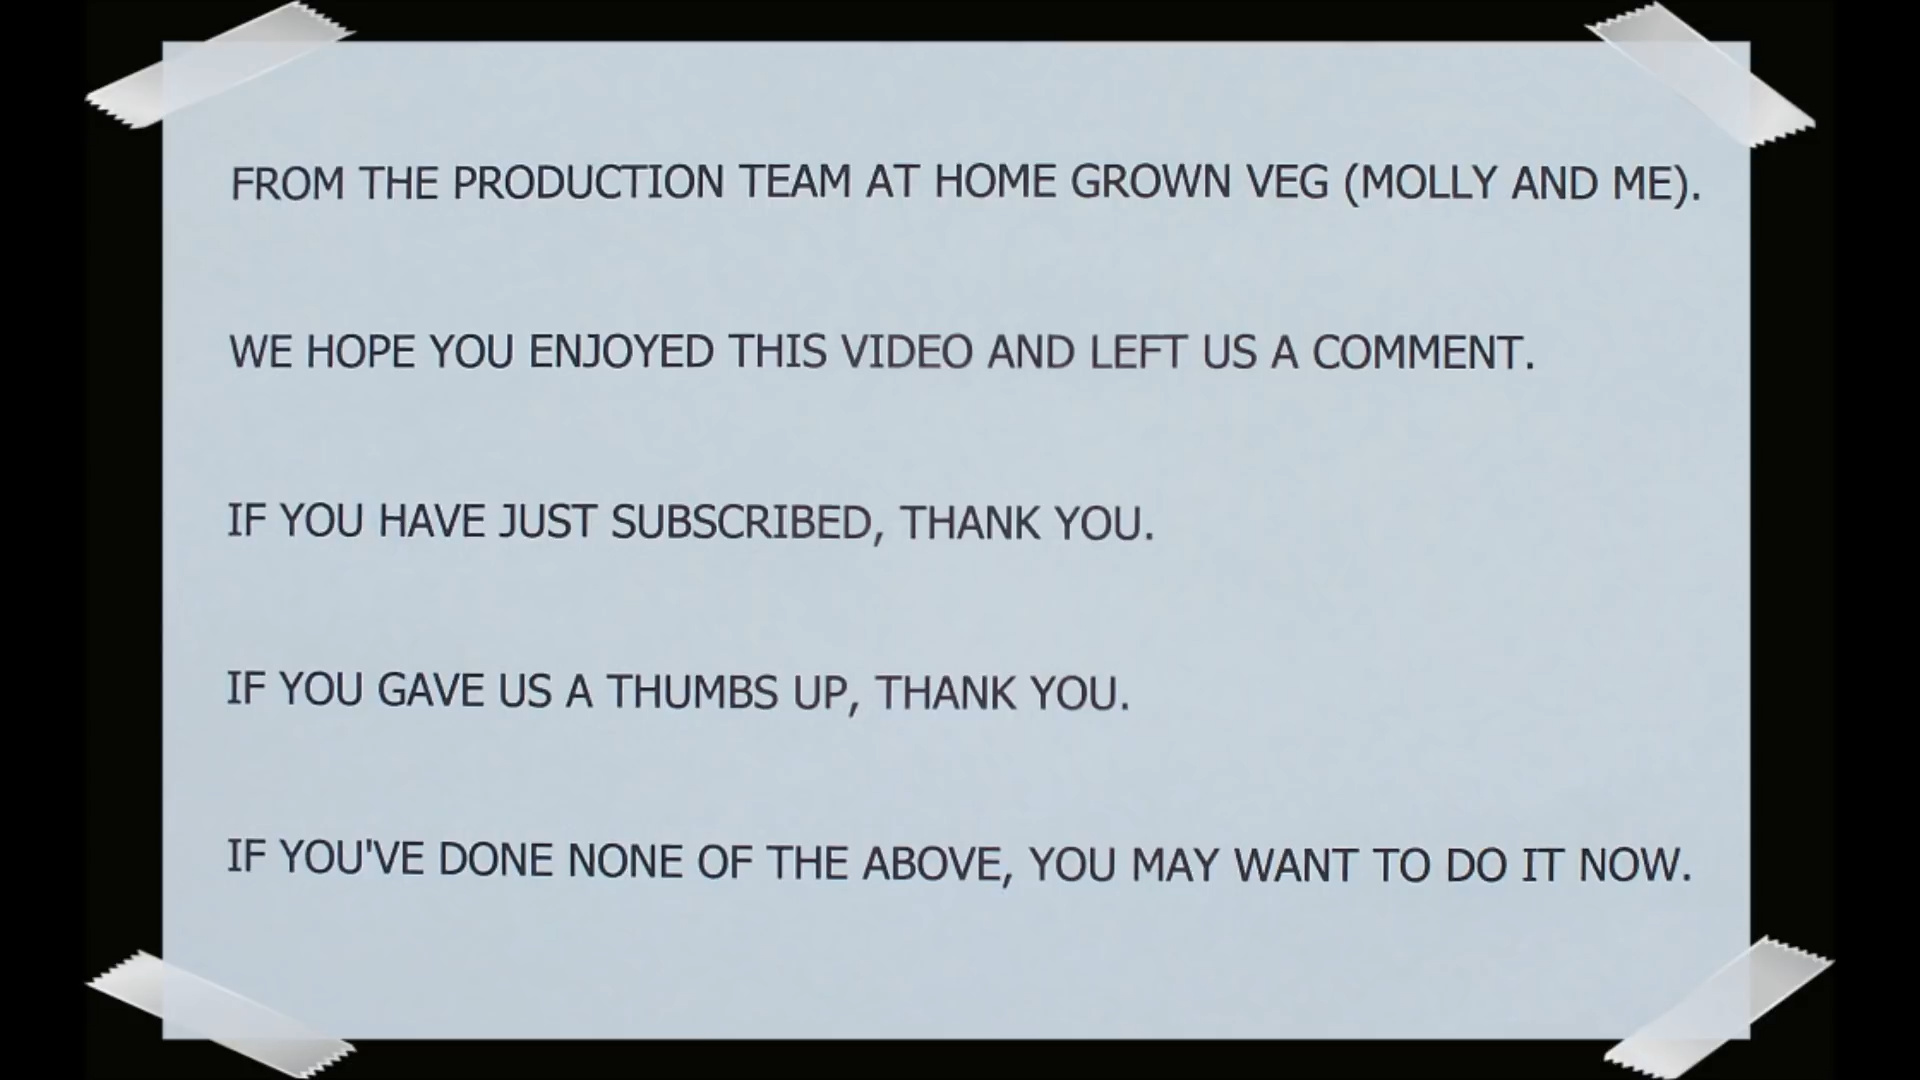 FROM THE PRODUCTION TEAM AT HOME GROWN VEG (MOLLY AND ME).
WE HOPE YOU ENJOYED THIS VIDEO AND LEFT US A COMMENT.
IF YOU HAVE JUST SUBSCRIBED, THANK YOU.
IF YOU GAVE US A THUMBS UP, THANK YOU.
IF YOU'VE DONE NONE OF THE ABOVE, YOU MAY WANT TO DO IT NOW.